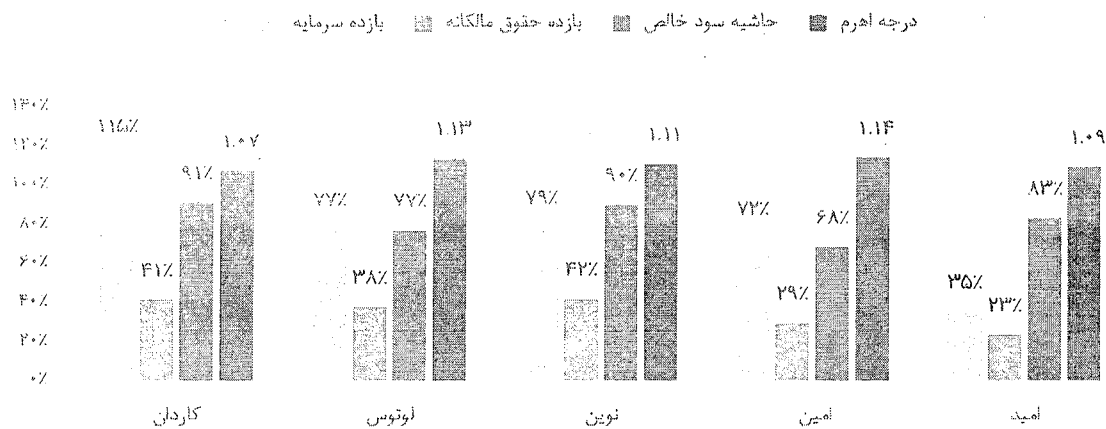 درجه اهرم حاشیه سود خالص بازده حقوق مالکانه بازده سرمایه
۱۳۰٪
۱۲۰٪
۱۰۰٪
۸۰٪
۶۰٪
۴۰٪
۲۰٪
۰٪
۱۱۵٪ ۴۱٪ ۹۱٪ ۱.۰۷
۷۷٪ ۳۸٪ ۷۷٪ ۱.۱۳
۷۹٪ ۴۲٪ ۹۰٪ ۱.۱۱
۷۲٪ ۲۹٪ ۶۸٪ ۱.۱۴
۳۵٪ ۲۳٪ ۸۳٪ ۱.۰۹
امید امین نوین لوتوس کاردان